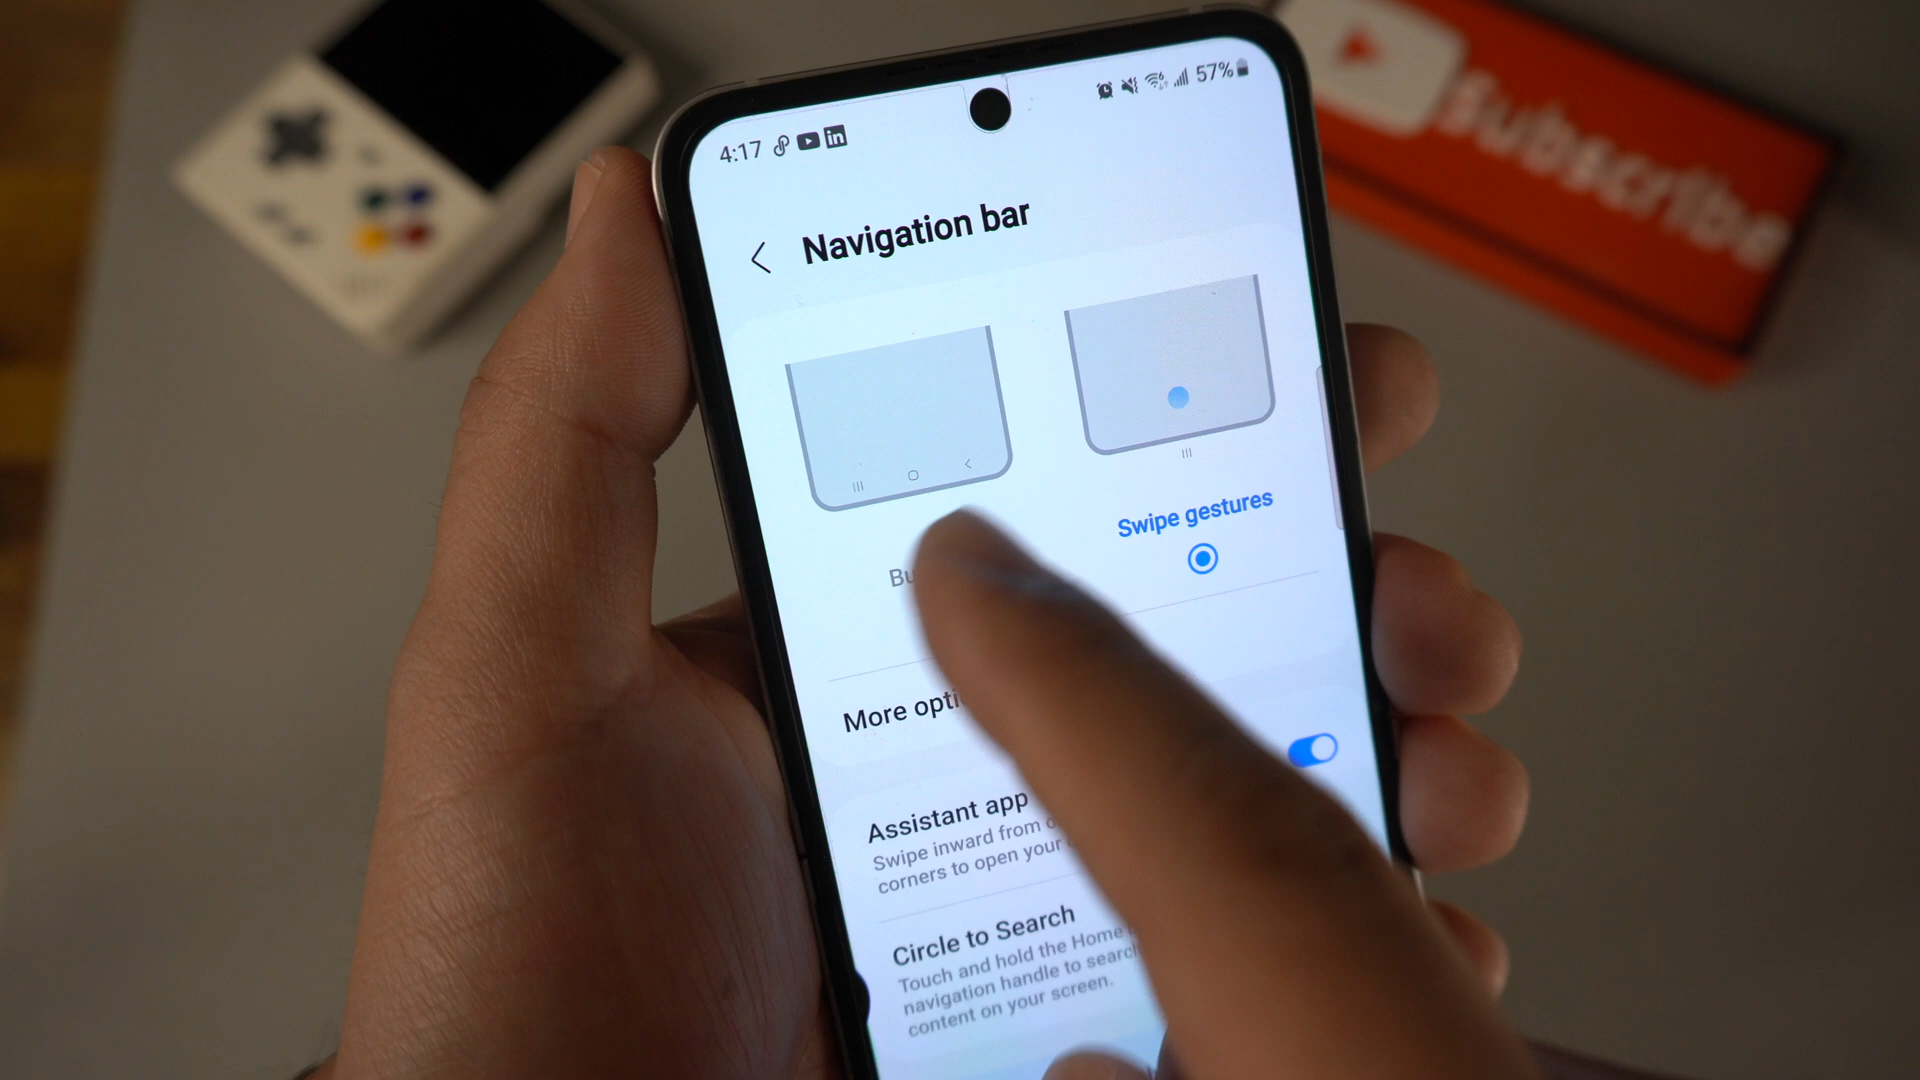 4:17
57%
Navigation bar
Swipe gestures
More
Assistant app
Swipe inward from
corners to open your
Circle to Search
Touch and hold the Home
navigation handle to search
content on your screen.
Subscribe